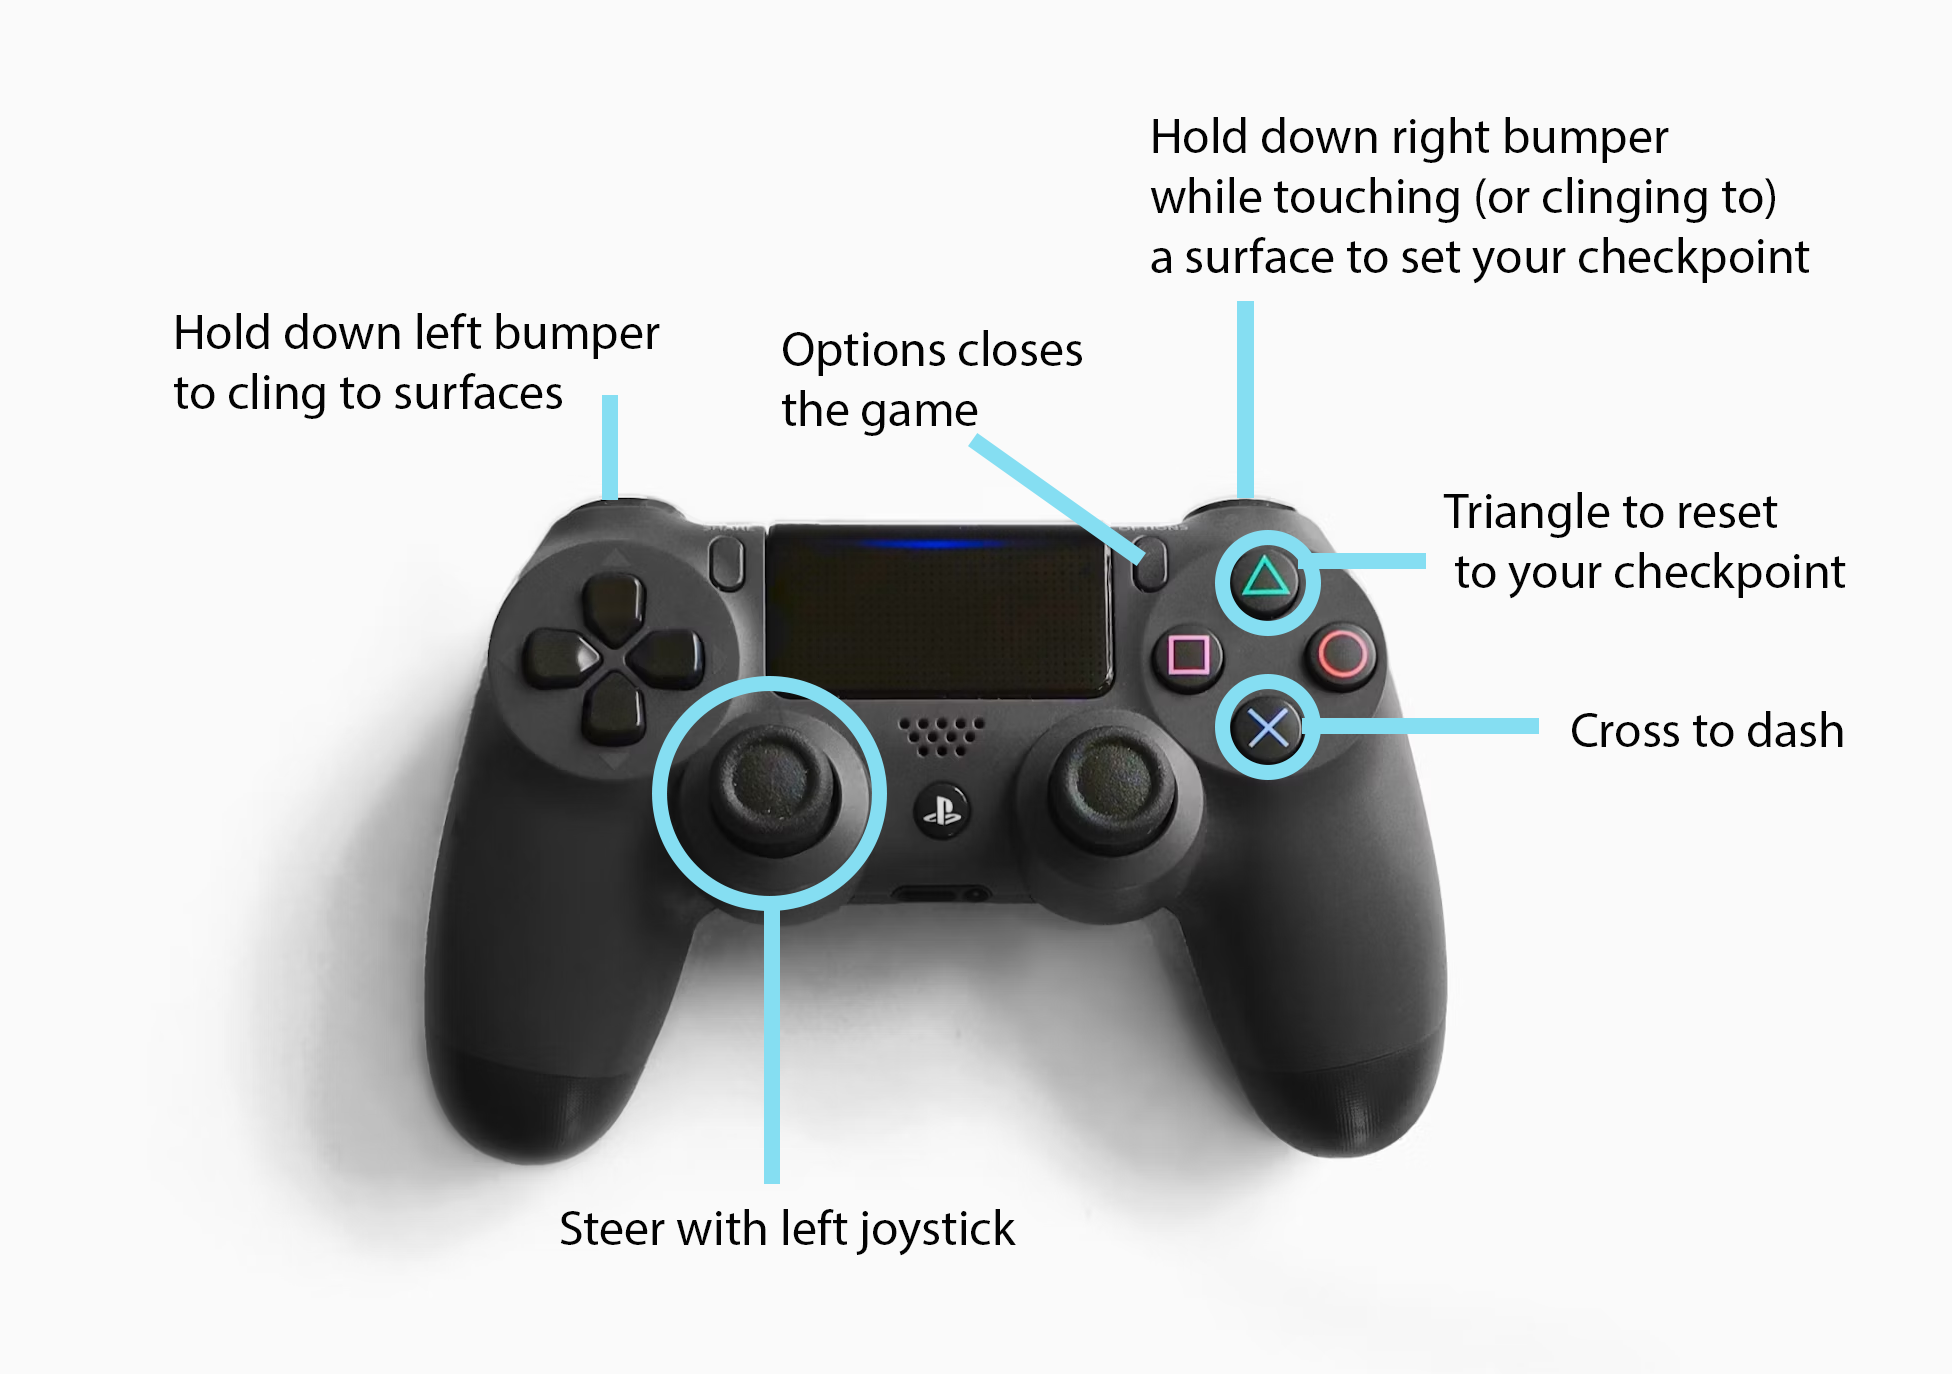 Hold down right bumper
while touching (or clinging to)
a surface to set your checkpoint
Hold down left bumper
to cling to surfaces
Options closes
the game
Triangle to reset
to your checkpoint
SHARE
OPTIONS
Cross to dash
Steer with left joystick